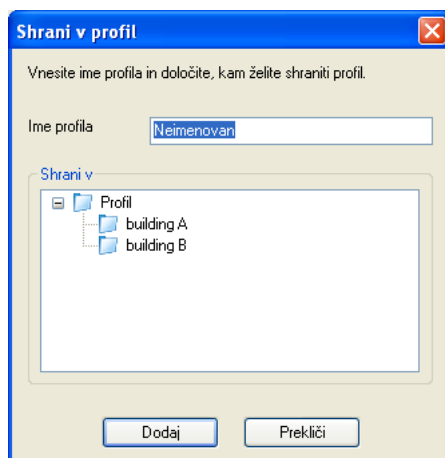 Shrani v profil
Vnesite ime profila in določite, kam želite shraniti profil.
Ime profila
Neimenovan
Shrani v
Profil
building A
building B
Dodaj
Prekliči